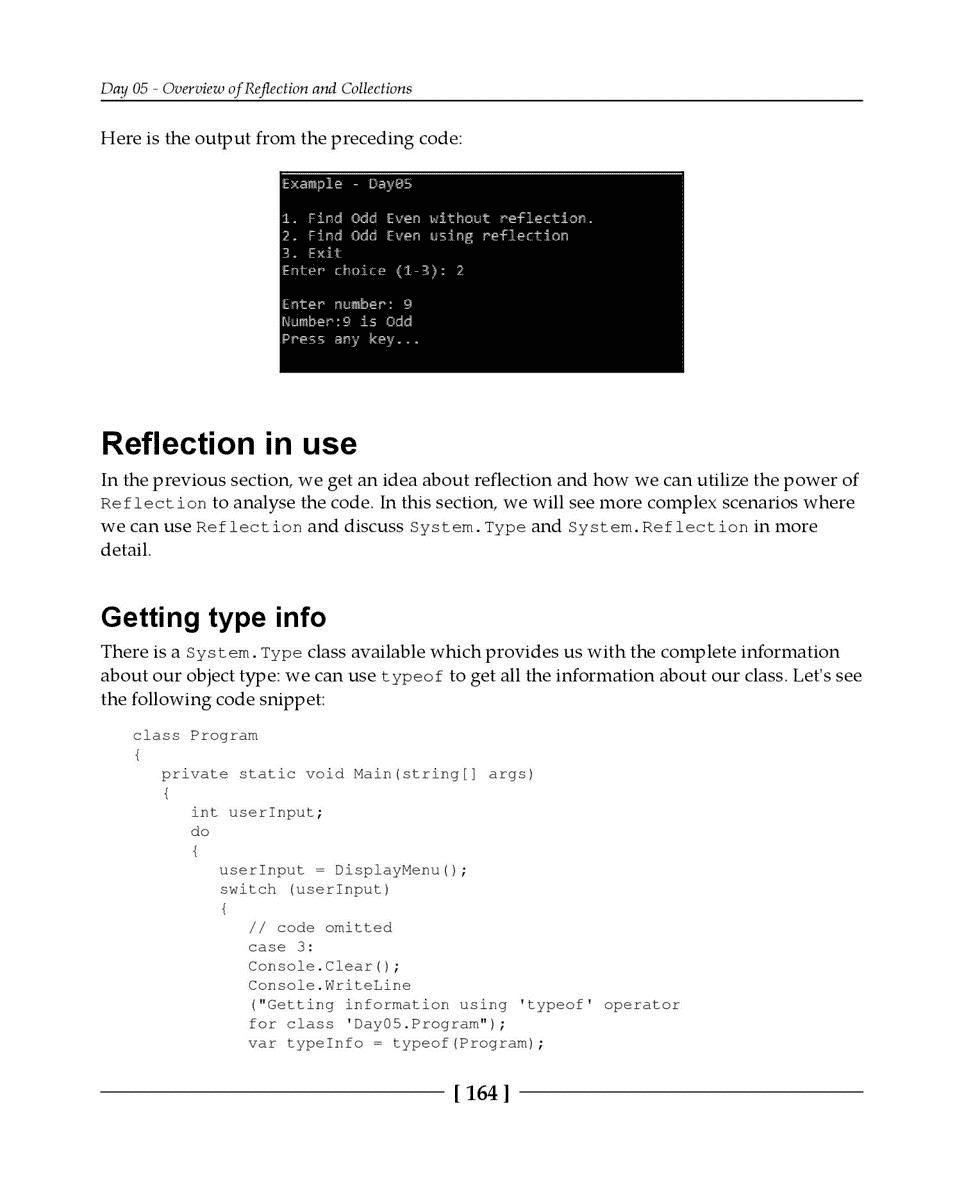 Day 05 - Overview of Reflection and Collections
Here is the output from the preceding code:
Example - Day05
1. Find Odd Even without reflection.
2. Find Odd Even using reflection
3. Exit
Enter choice (1-3): 2
Enter number: 9
Number:9 is Odd
Press any key...
Reflection in use
In the previous section, we get an idea about reflection and how we can utilize the power of
Reflection to analyse the code. In this section, we will see more complex scenarios where
we can use Reflection and discuss System.Type and System.Reflection in more
detail.
Getting type info
There is a System.Type class available which provides us with the complete information
about our object type: we can use typeof to get all the information about our class. Let's see
the following code snippet:
class Program
{
private static void Main(string[] args)
{
int userInput;
do
{
userInput = DisplayMenu();
switch (userInput)
{
// code omitted
case 3:
Console.Clear();
Console.WriteLine
("Getting information using 'typeof' operator
for class 'Day05.Program");
var typeInfo = typeof(Program);
[ 164 ]